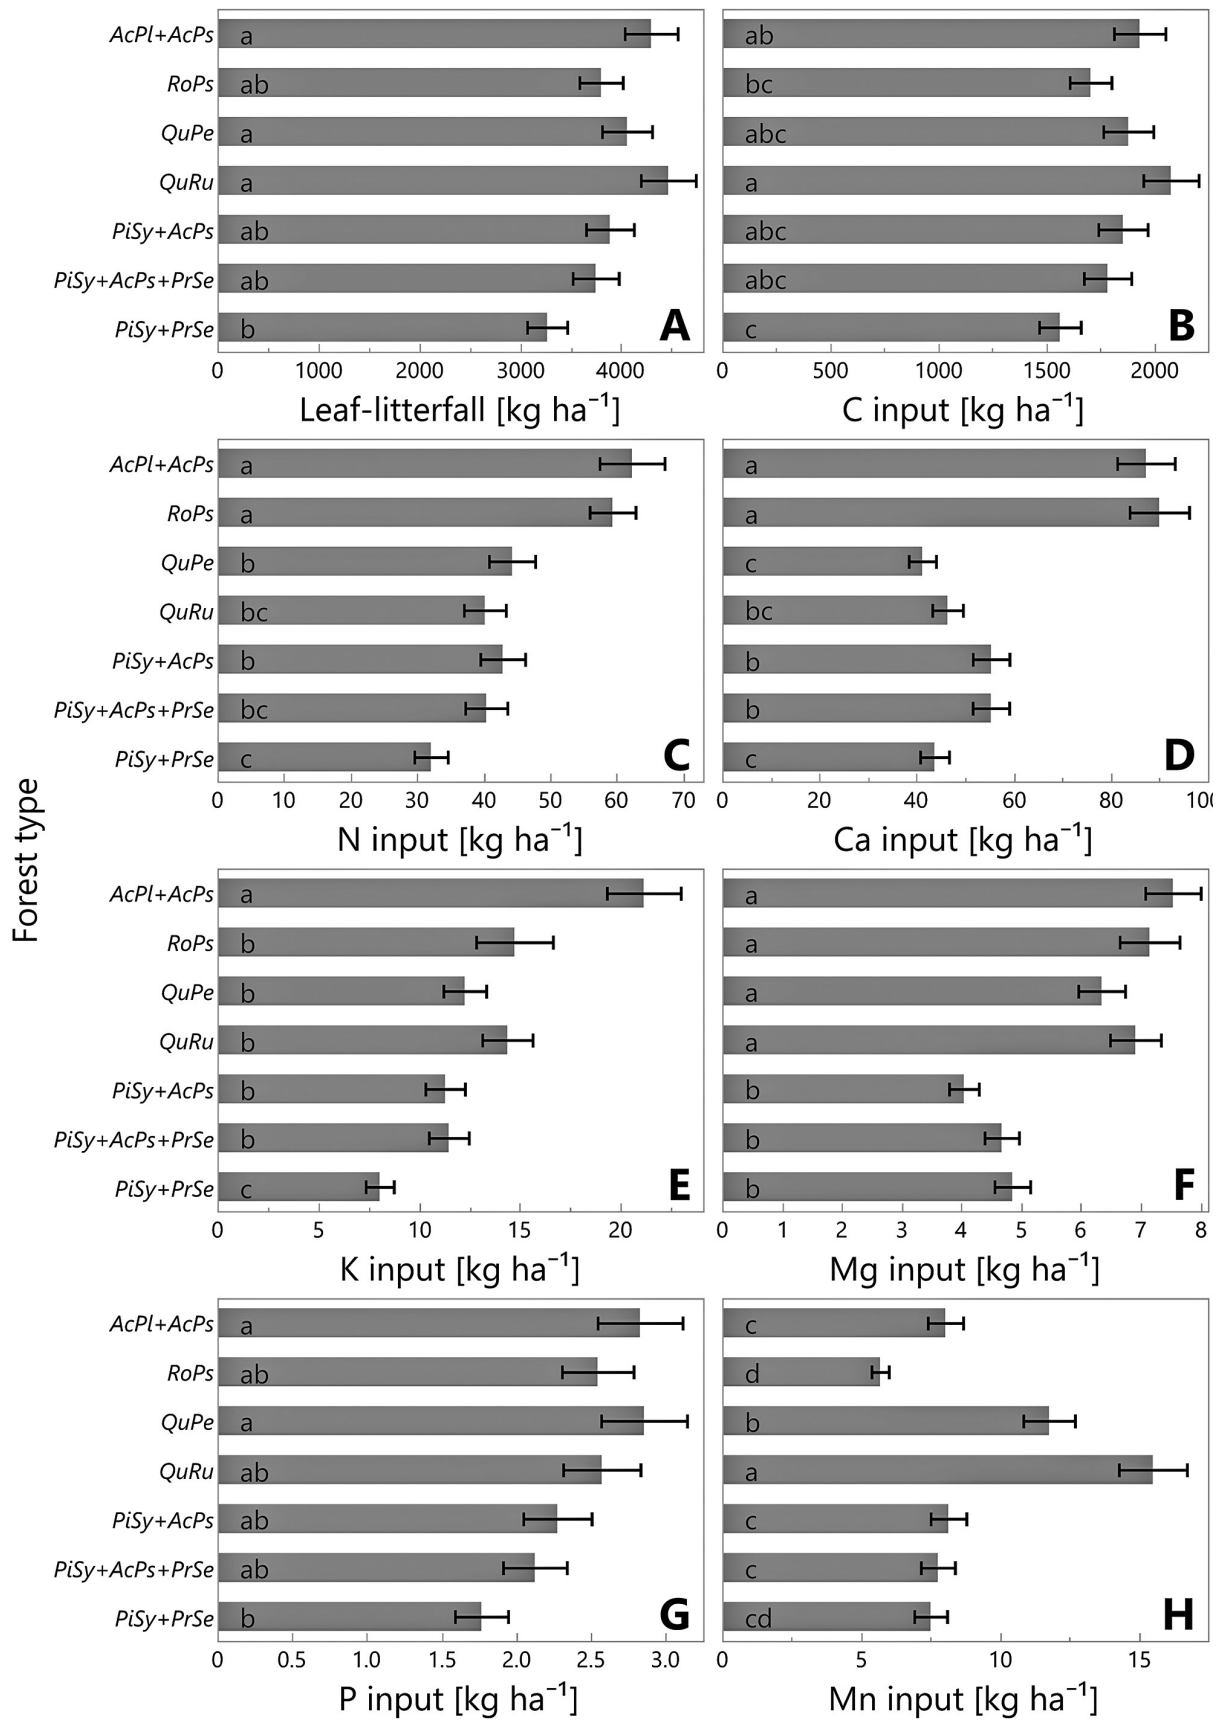 AcPl+AcPs a ab
RoPs ab bc
QuPe a abc
QuRu a a
PiSy+AcPs ab abc
PiSy+AcPs+PrSe ab abc
PiSy+PrSe b A c B
0 1000 2000 3000 4000 0 500 1000 1500 2000
Leaf-litterfall [kg ha⁻¹] C input [kg ha⁻¹]
AcPl+AcPs a a
RoPs a a
QuPe b c
QuRu bc bc
PiSy+AcPs b b
PiSy+AcPs+PrSe bc b
PiSy+PrSe c C c D
0 10 20 30 40 50 60 70 0 20 40 60 80 100
N input [kg ha⁻¹] Ca input [kg ha⁻¹]
Forest type
AcPl+AcPs a a
RoPs b a
QuPe b a
QuRu b a
PiSy+AcPs b b
PiSy+AcPs+PrSe b b
PiSy+PrSe c E b F
0 5 10 15 20 0 1 2 3 4 5 6 7 8
K input [kg ha⁻¹] Mg input [kg ha⁻¹]
AcPl+AcPs a c
RoPs ab d
QuPe a b
QuRu ab a
PiSy+AcPs ab c
PiSy+AcPs+PrSe ab c
PiSy+PrSe b G cd H
0 0.5 1.0 1.5 2.0 2.5 3.0 0 5 10 15
P input [kg ha⁻¹] Mn input [kg ha⁻¹]